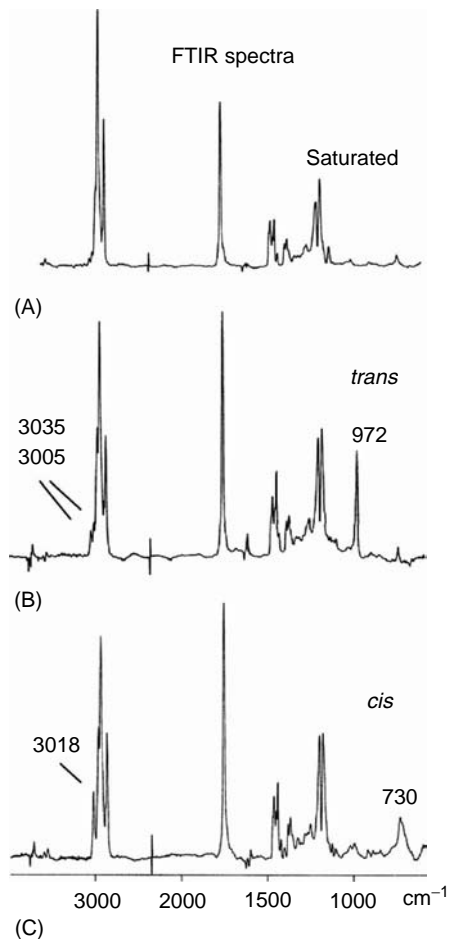 FTIR spectra
Saturated
(A)
trans
3035
3005
972
(B)
cis
3018
730
3000 2000 1500 1000 cm⁻¹
(C)